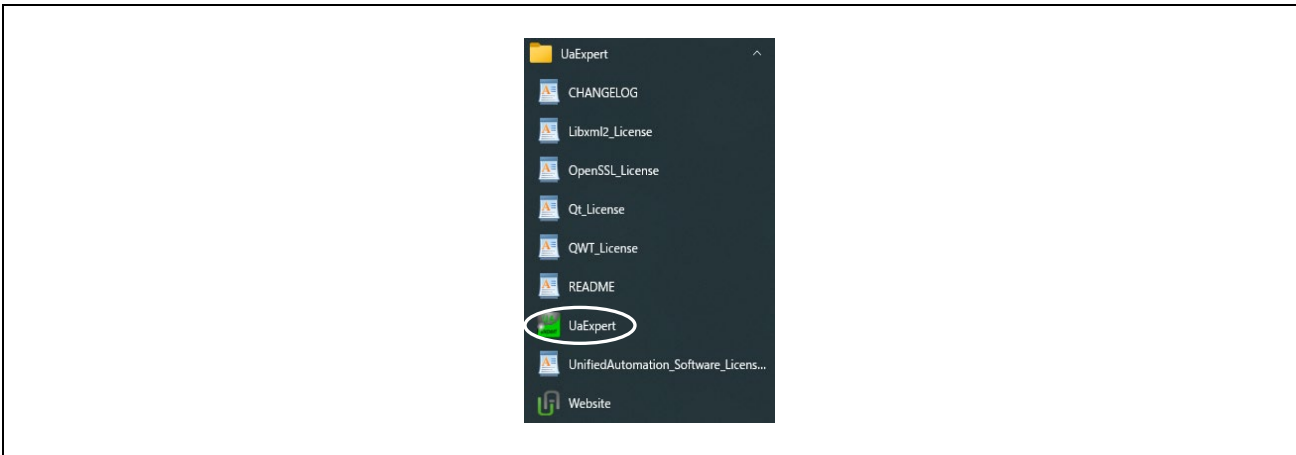 UaExpert
CHANGELOG
Libxml2_License
OpenSSL_License
Qt_License
QWT_License
README
UaExpert
UnifiedAutomation_Software_Licens...
Website